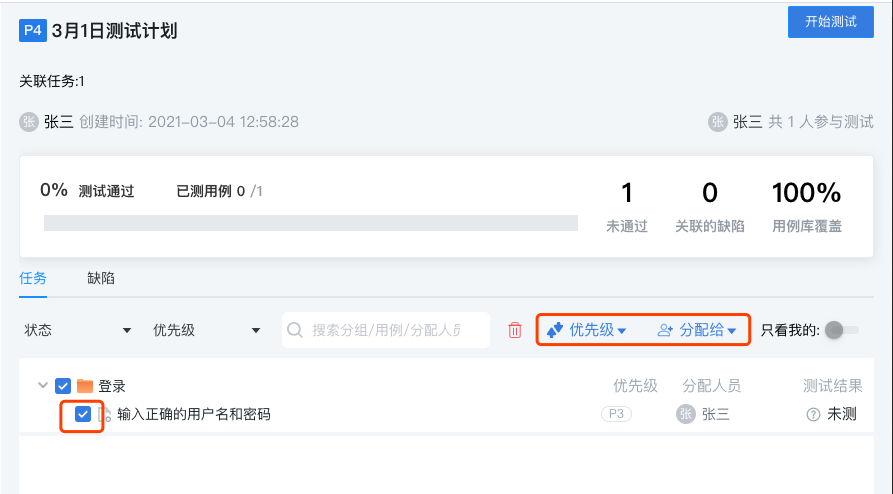 P4 3月1日测试计划 开始测试
关联任务:1
张 张三 创建时间: 2021-03-04 12:58:28 张 张三 共 1 人参与测试
0% 测试通过 已测用例 0 /1 1 0 100%
未通过 关联的缺陷 用例库覆盖
任务 缺陷
状态 优先级 搜索分组/用例/分配人员 优先级 分配给 只看我的:
登录 优先级 分配人员 测试结果
输入正确的用户名和密码 P3 张 张三 未测